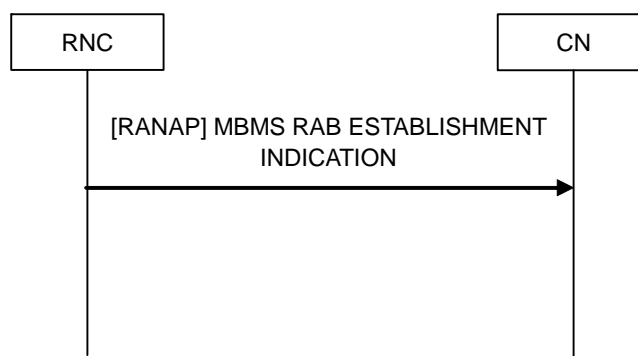 RNC
CN
[RANAP] MBMS RAB ESTABLISHMENT
INDICATION